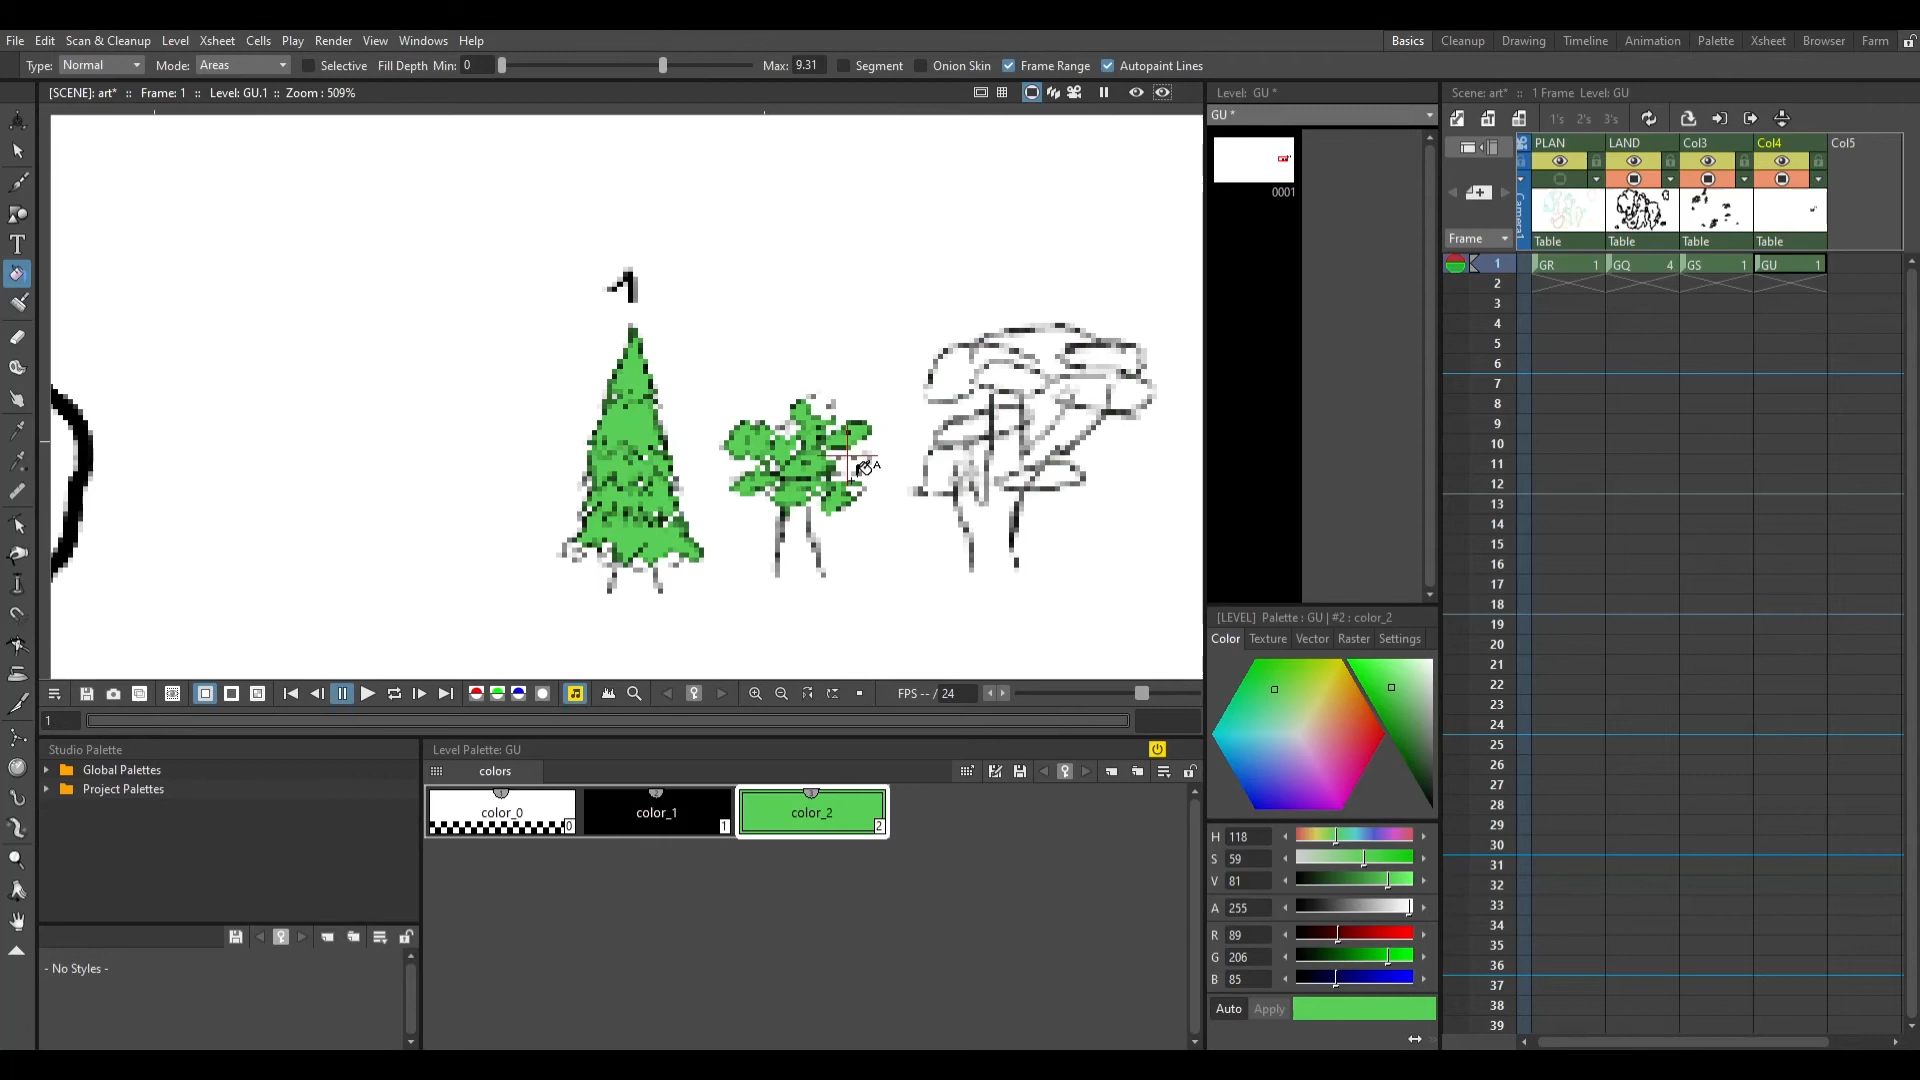 File Edit Scan & Cleanup Level Xsheet Cells Play Render View Windows Help
Basics Cleanup Drawing Timeline Animation Palette Xsheet Browser Farm
Type: Normal Mode: Areas Selective Fill Depth Min: 0 Max: 9.31 Segment Onion Skin Frame Range Autopaint Lines
[SCENE]: art* :: Frame: 1 :: Level: GU.1 :: Zoom : 509%
Level: GU *
Scene: art* :: 1 Frame Level: GU
GU *
1's 2's 3's
PLAN LAND Col3 Col4 Col5
0001
Camera1
Frame
Table Table Table Table
1
GR 1 GQ 4 GS 1 GU 1
1
2
3
4
5
6
7
8
9
10
11
12
13
14
15
16
17
18
19
20
21
22
23
24
25
26
27
28
29
30
31
32
33
34
35
36
37
38
39
A
FPS -- / 24
1
[LEVEL] Palette : GU | #2 : color_2
Color Texture Vector Raster Settings
Studio Palette
Global Palettes
Project Palettes
- No Styles -
Level Palette: GU
colors
color_0 0
color_1 1
color_2 2
1 2 3
H 118
S 59
V 81
A 255
R 89
G 206
B 85
Auto Apply